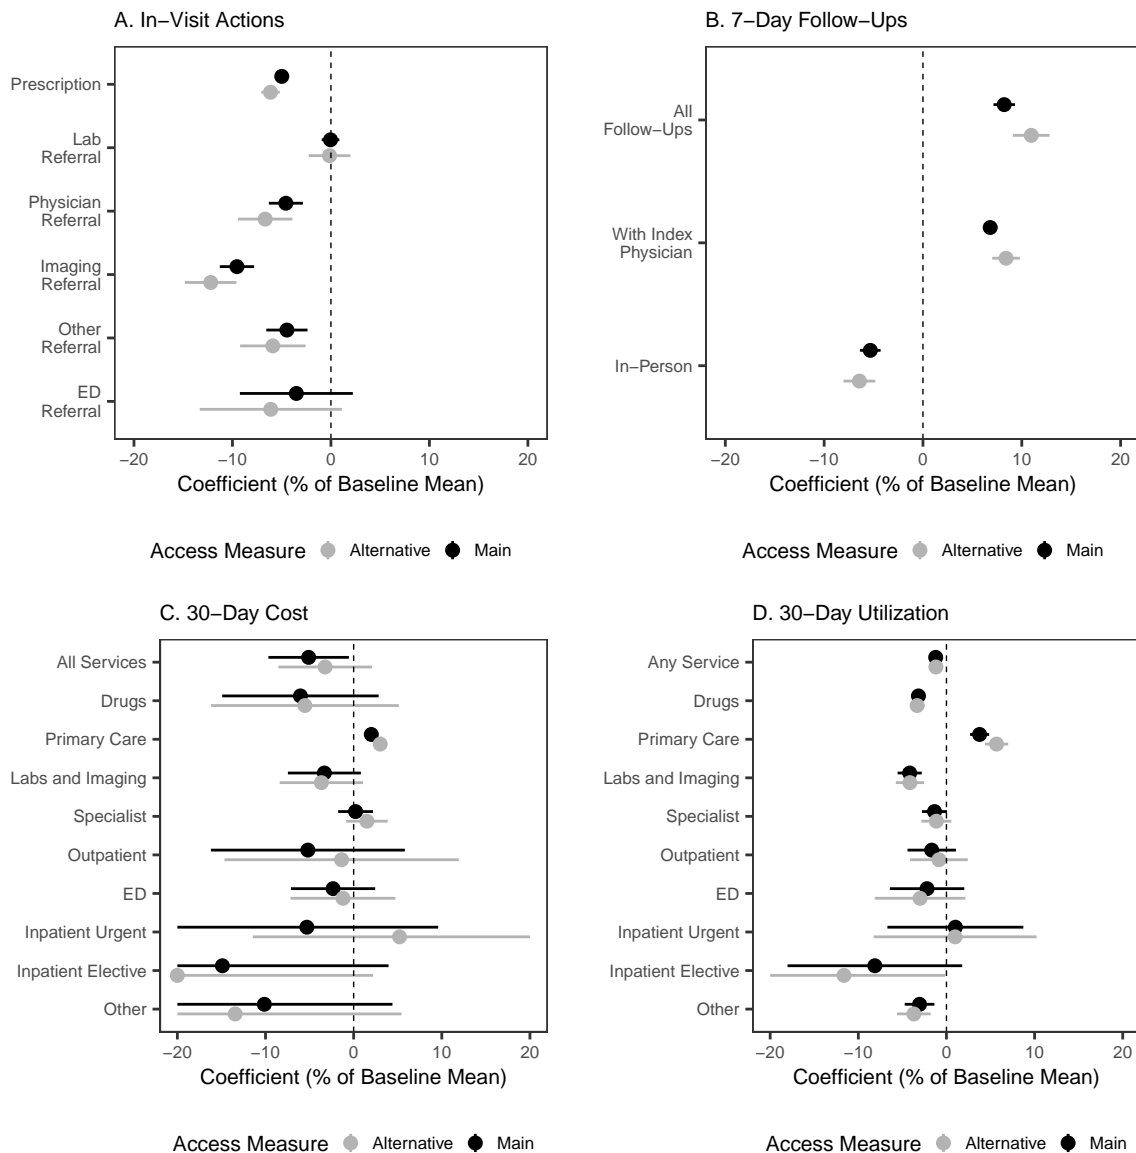 A. In−Visit Actions
Prescription
Lab
Referral
Physician
Referral
Imaging
Referral
Other
Referral
ED
Referral
−20 −10 0 10 20
Coefficient (% of Baseline Mean)
Access Measure Alternative Main
B. 7−Day Follow−Ups
All
Follow−Ups
With Index
Physician
In−Person
−20 −10 0 10 20
Coefficient (% of Baseline Mean)
Access Measure Alternative Main
C. 30−Day Cost
All Services
Drugs
Primary Care
Labs and Imaging
Specialist
Outpatient
ED
Inpatient Urgent
Inpatient Elective
Other
−20 −10 0 10 20
Coefficient (% of Baseline Mean)
Access Measure Alternative Main
D. 30−Day Utilization
Any Service
Drugs
Primary Care
Labs and Imaging
Specialist
Outpatient
ED
Inpatient Urgent
Inpatient Elective
Other
−20 −10 0 10 20
Coefficient (% of Baseline Mean)
Access Measure Alternative Main